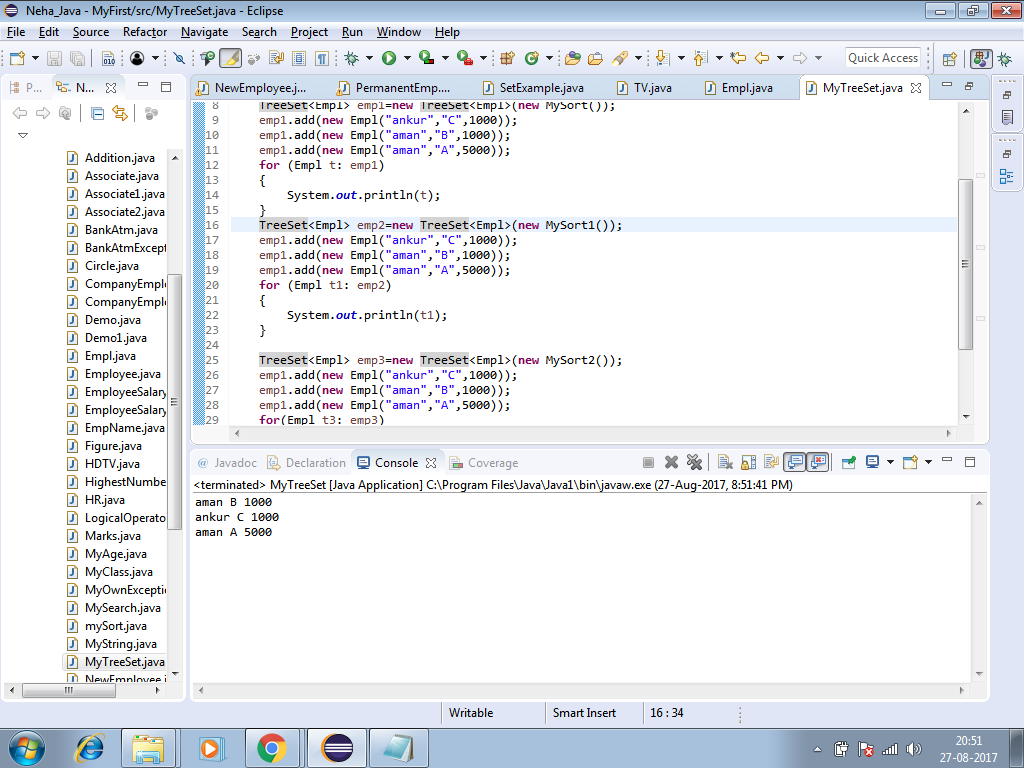 Neha_Java - MyFirst/src/MyTreeSet.java - Eclipse
File Edit Source Refactor Navigate Search Project Run Window Help
Quick Access
P... N...
NewEmployee.j... PermanentEmp.... SetExample.java TV.java Empl.java MyTreeSet.java
Addition.java
Associate.java
Associate1.java
Associate2.java
BankAtm.java
BankAtmExcept
Circle.java
CompanyEmpl
CompanyEmpl
Demo.java
Demo1.java
Empl.java
Employee.java
EmployeeSalary
EmployeeSalary
EmpName.java
Figure.java
HDTV.java
HighestNumbe
HR.java
LogicalOperato
Marks.java
MyAge.java
MyClass.java
MyOwnExcepti
MySearch.java
mySort.java
MyString.java
MyTreeSet.java
NewEmployee.j
8 TreeSet<Empl> emp1=new TreeSet<Empl>(new MySort());
9 emp1.add(new Empl("ankur","C",1000));
10 emp1.add(new Empl("aman","B",1000));
11 emp1.add(new Empl("aman","A",5000));
12 for (Empl t: emp1)
13 {
14 System.out.println(t);
15 }
16 TreeSet<Empl> emp2=new TreeSet<Empl>(new MySort1());
17 emp1.add(new Empl("ankur","C",1000));
18 emp1.add(new Empl("aman","B",1000));
19 emp1.add(new Empl("aman","A",5000));
20 for (Empl t1: emp2)
21 {
22 System.out.println(t1);
23 }
24
25 TreeSet<Empl> emp3=new TreeSet<Empl>(new MySort2());
26 emp1.add(new Empl("ankur","C",1000));
27 emp1.add(new Empl("aman","B",1000));
28 emp1.add(new Empl("aman","A",5000));
29 for(Empl t3: emp3)
@ Javadoc Declaration Console Coverage
<terminated> MyTreeSet [Java Application] C:\Program Files\Java\Java1\bin\javaw.exe (27-Aug-2017, 8:51:41 PM)
aman B 1000
ankur C 1000
aman A 5000
Writable Smart Insert 16 : 34
20:51
27-08-2017